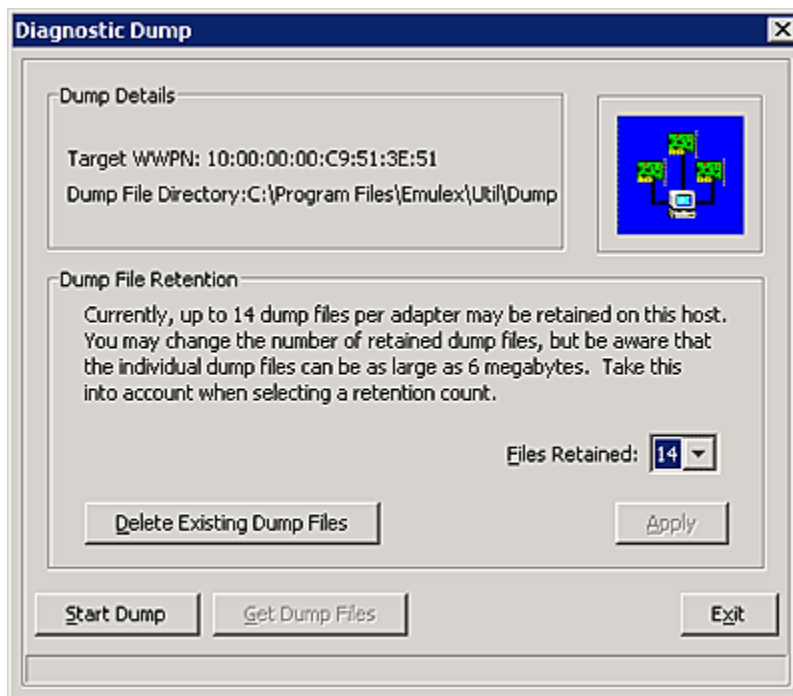 Diagnostic Dump
Dump Details
Target WWPN: 10:00:00:00:C9:51:3E:51
Dump File Directory:C:\Program Files\Emulex\Util\Dump
Dump File Retention
Currently, up to 14 dump files per adapter may be retained on this host.
You may change the number of retained dump files, but be aware that
the individual dump files can be as large as 6 megabytes.  Take this
into account when selecting a retention count.
Files Retained: 14
Delete Existing Dump Files
Apply
Start Dump
Get Dump Files
Exit